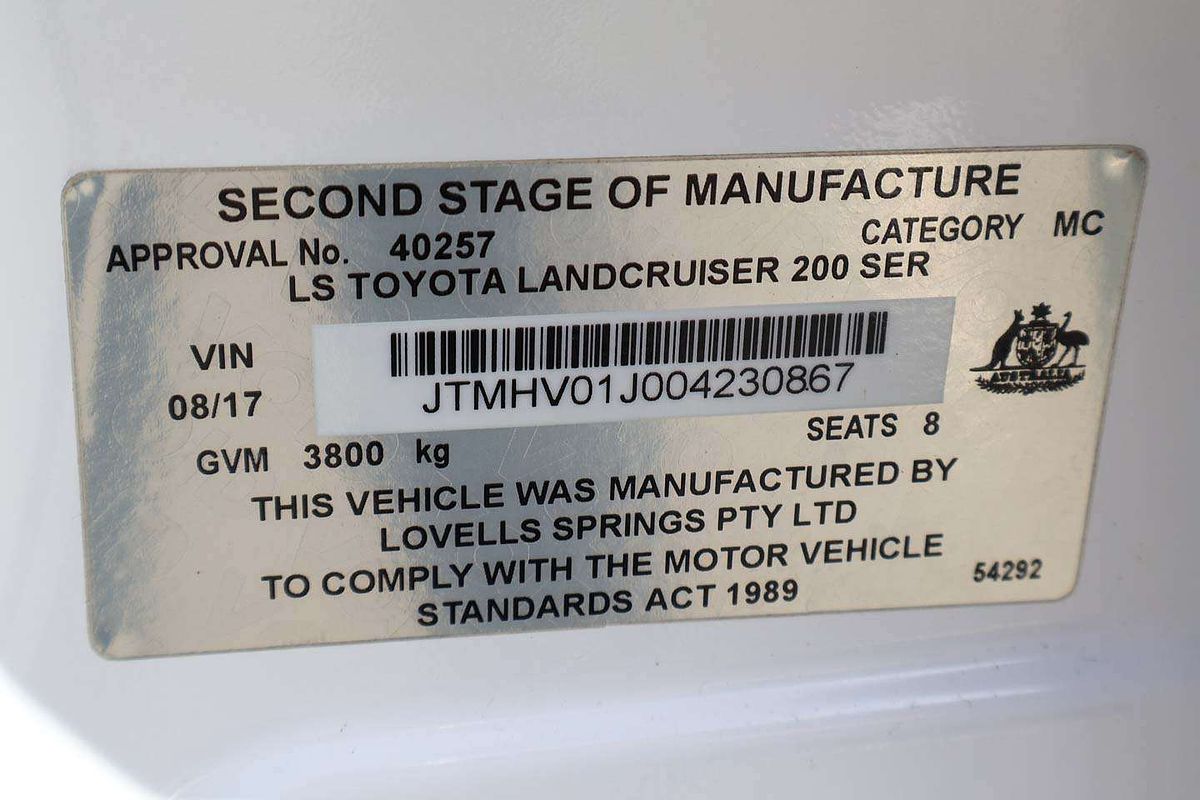 SECOND STAGE OF MANUFACTURE
APPROVAL No. 40257 CATEGORY MC
LS TOYOTA LANDCRUISER 200 SER
VIN JTMHV01J004230867
08/17
GVM 3800 kg SEATS 8
AUSTRALIA
THIS VEHICLE WAS MANUFACTURED BY
LOVELLS SPRINGS PTY LTD
TO COMPLY WITH THE MOTOR VEHICLE
STANDARDS ACT 1989 54292